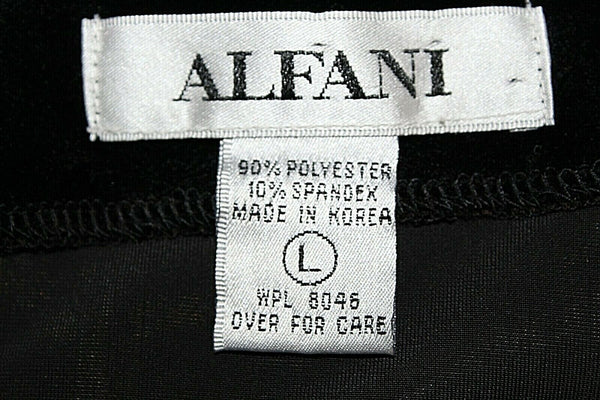 ALFANI
90% POLYESTER
10% SPANDEX
MADE IN KOREA
L
WPL 8046
OVER FOR CARE